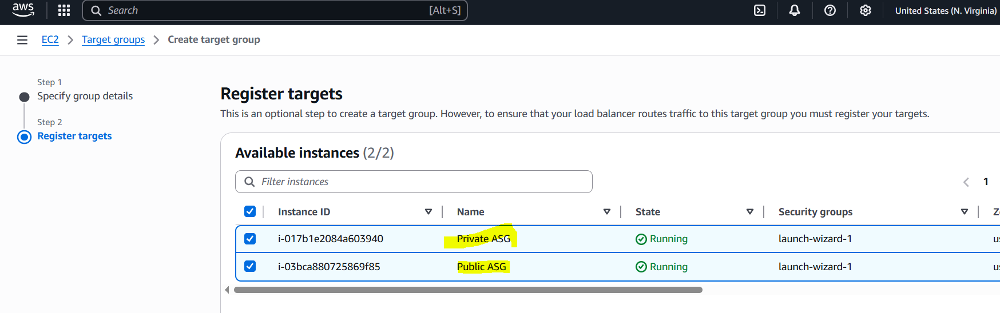 aws
Search [Alt+S] United States (N. Virginia)
EC2 Target groups Create target group
Step 1
Specify group details
Step 2
Register targets
Register targets
This is an optional step to create a target group. However, to ensure that your load balancer routes traffic to this target group you must register your targets.
Available instances (2/2)
Filter instances
1
Instance ID Name State Security groups
i-017b1e2084a603940 Private ASG Running launch-wizard-1
i-03bca880725869f85 Public ASG Running launch-wizard-1